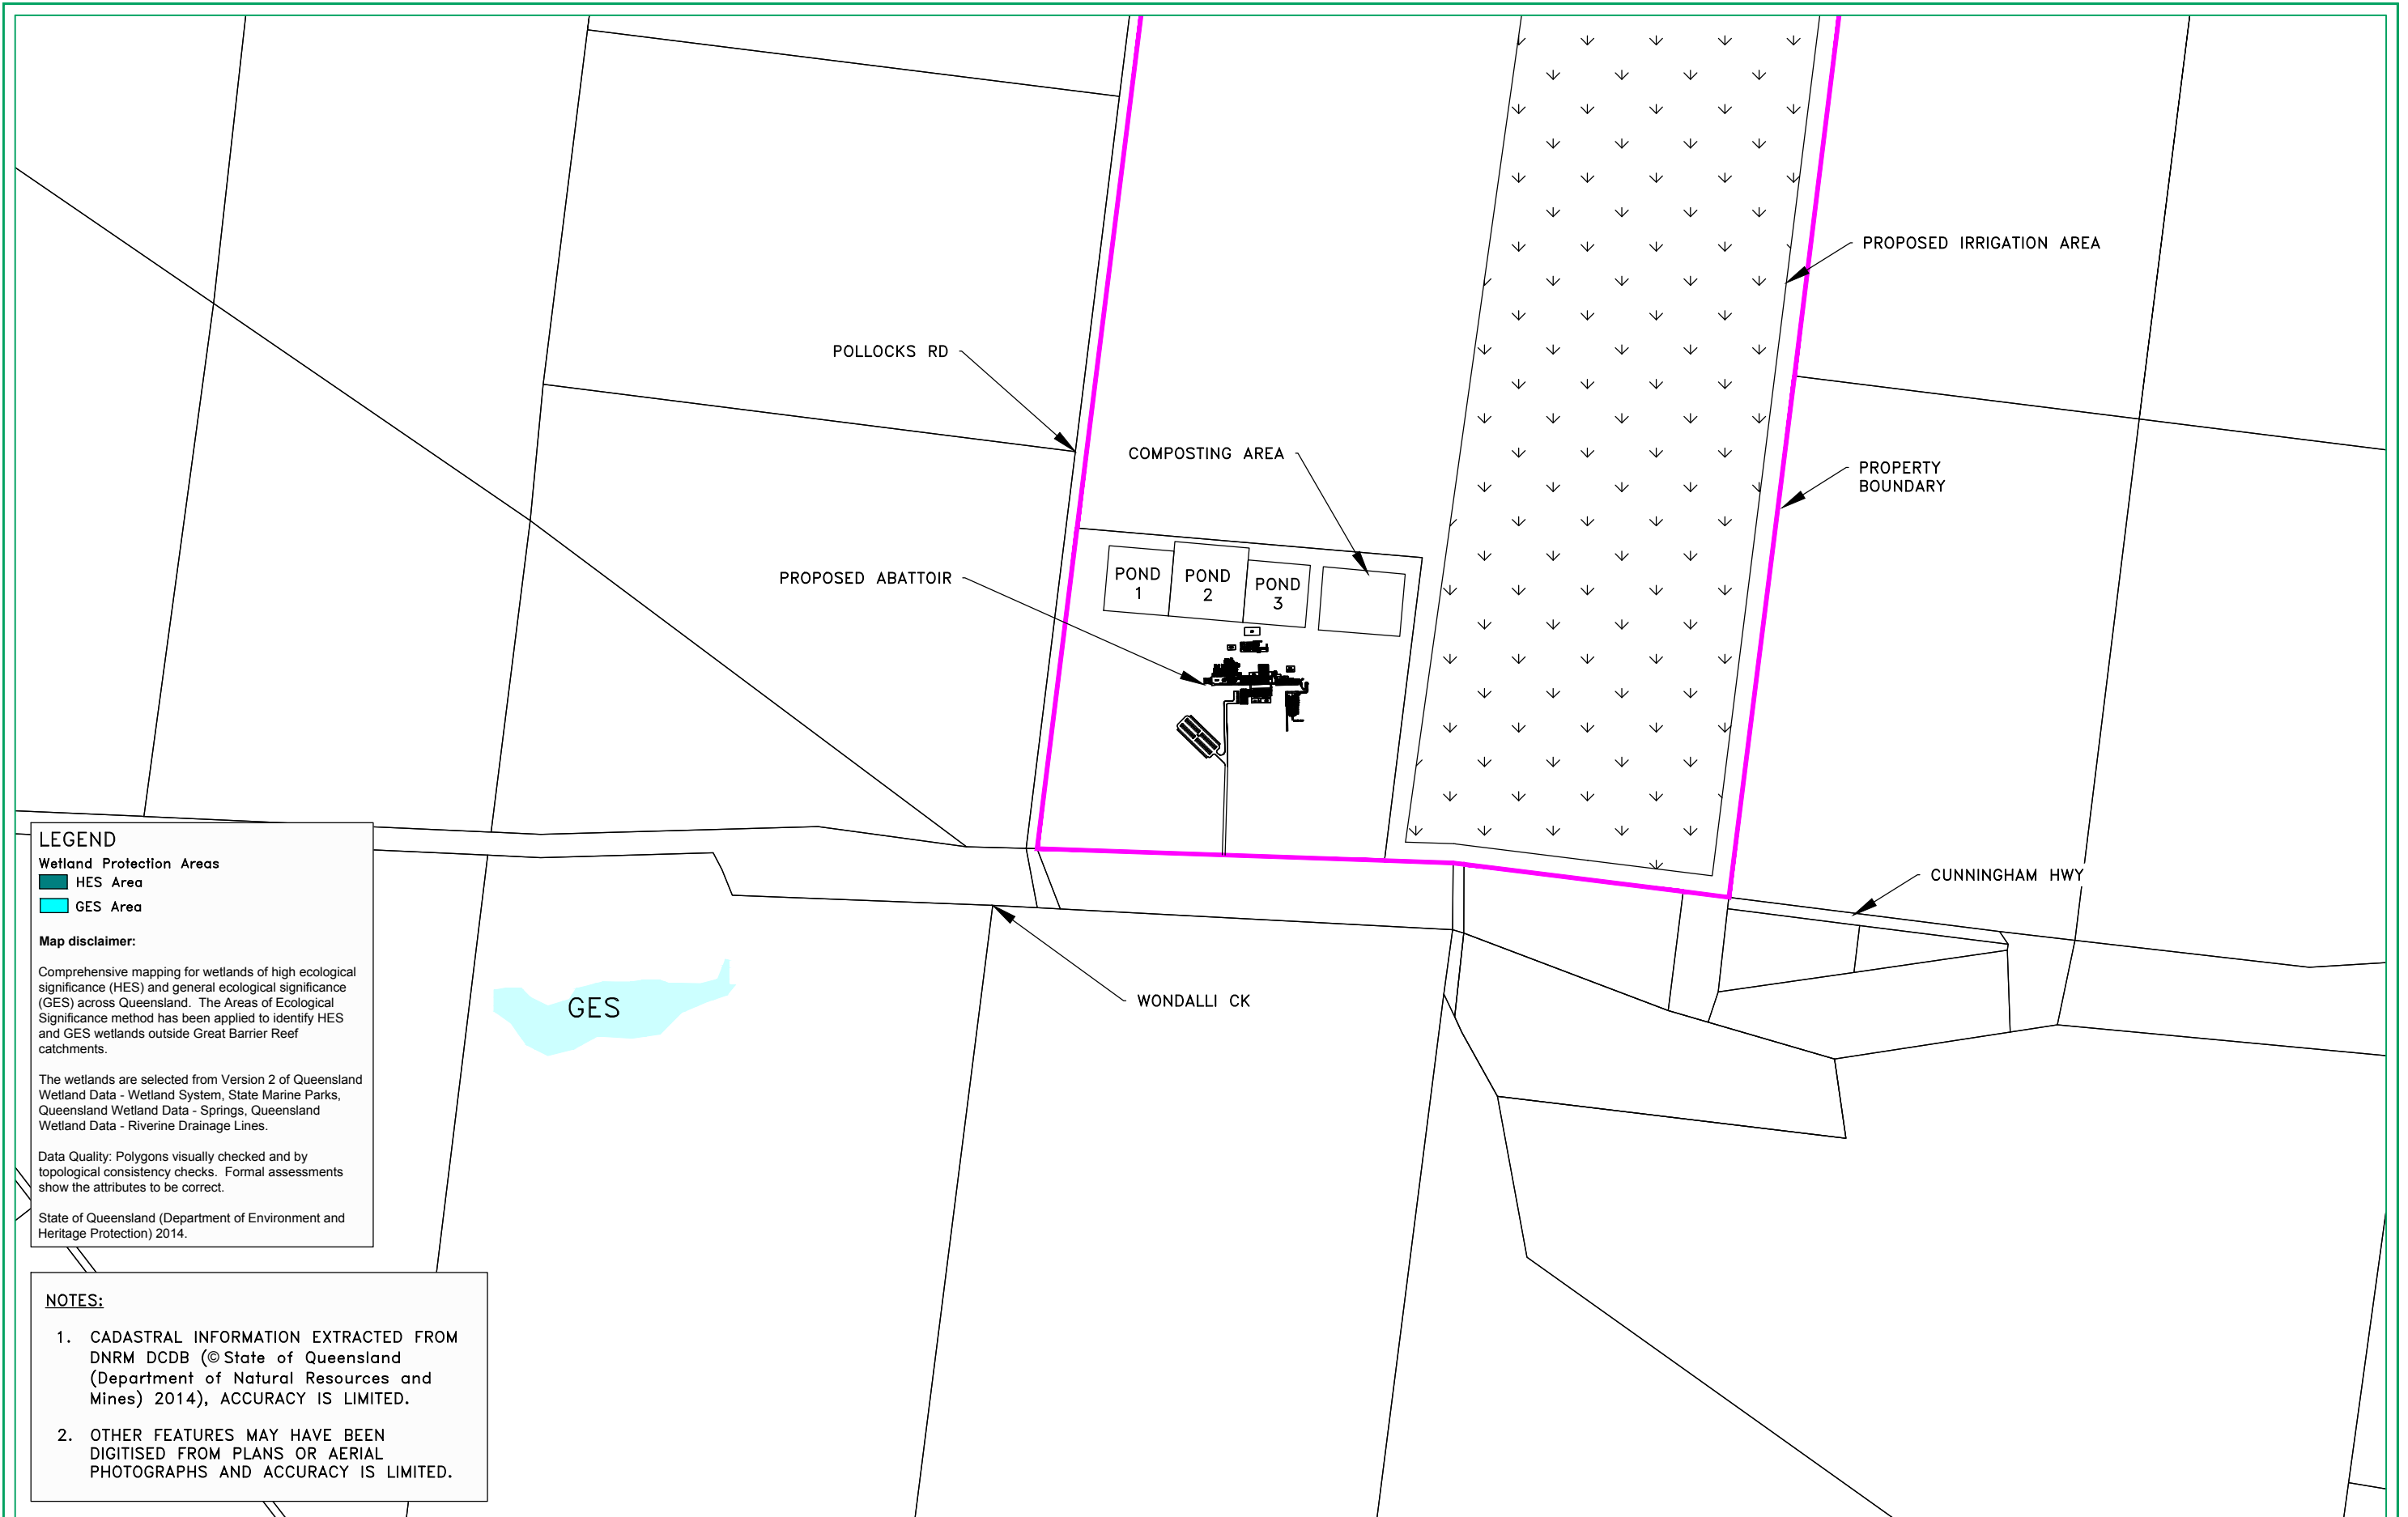 PROPOSED IRRIGATION AREA
POLLOCKS RD
COMPOSTING AREA
PROPERTY
BOUNDARY
PROPOSED ABATTOIR
POND
1
POND
2
POND
3
CUNNINGHAM HWY
WONDALLI CK
GES
LEGEND
Wetland Protection Areas
HES Area
GES Area
Map disclaimer:
Comprehensive mapping for wetlands of high ecological
significance (HES) and general ecological significance
(GES) across Queensland. The Areas of Ecological
Significance method has been applied to identify HES
and GES wetlands outside Great Barrier Reef
catchments.
The wetlands are selected from Version 2 of Queensland
Wetland Data - Wetland System, State Marine Parks,
Queensland Wetland Data - Springs, Queensland
Wetland Data - Riverine Drainage Lines.
Data Quality: Polygons visually checked and by
topological consistency checks. Formal assessments
show the attributes to be correct.
State of Queensland (Department of Environment and
Heritage Protection) 2014.
NOTES:
1. CADASTRAL INFORMATION EXTRACTED FROM
DNRM DCDB (© State of Queensland
(Department of Natural Resources and
Mines) 2014), ACCURACY IS LIMITED.
2. OTHER FEATURES MAY HAVE BEEN
DIGITISED FROM PLANS OR AERIAL
PHOTOGRAPHS AND ACCURACY IS LIMITED.